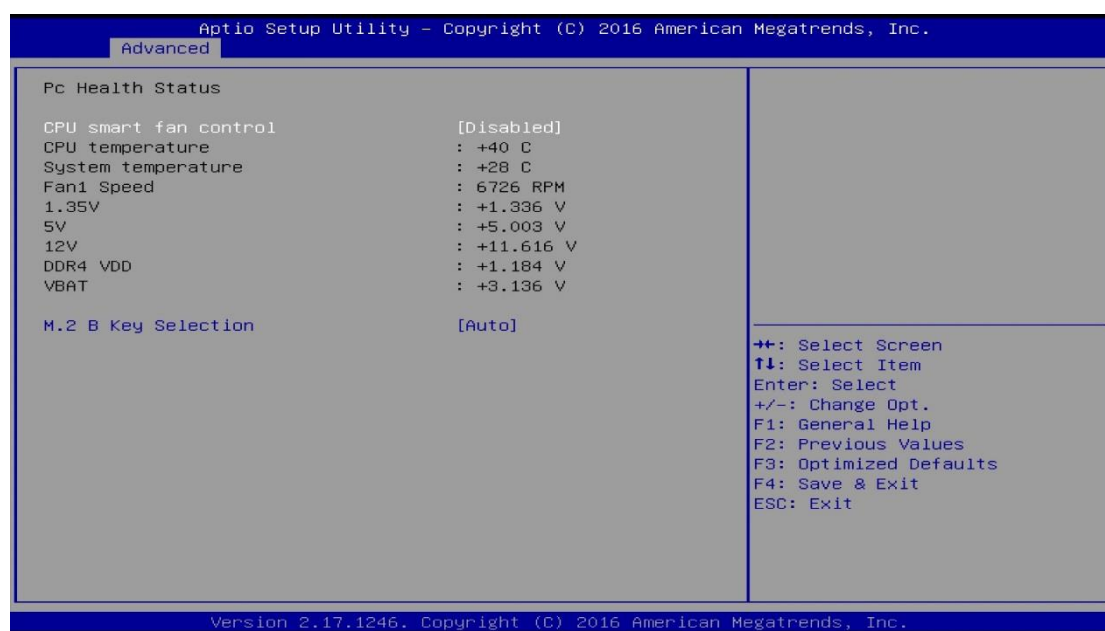 Aptio Setup Utility – Copyright (C) 2016 American Megatrends, Inc.
Advanced
Pc Health Status
CPU smart fan control [Disabled]
CPU temperature : +40 C
System temperature : +28 C
Fan1 Speed : 6726 RPM
1.35V : +1.336 V
5V : +5.003 V
12V : +11.616 V
DDR4 VDD : +1.184 V
VBAT : +3.136 V
M.2 B Key Selection [Auto]
→←: Select Screen
↑↓: Select Item
Enter: Select
+/-: Change Opt.
F1: General Help
F2: Previous Values
F3: Optimized Defaults
F4: Save & Exit
ESC: Exit
Version 2.17.1246. Copyright (C) 2016 American Megatrends, Inc.